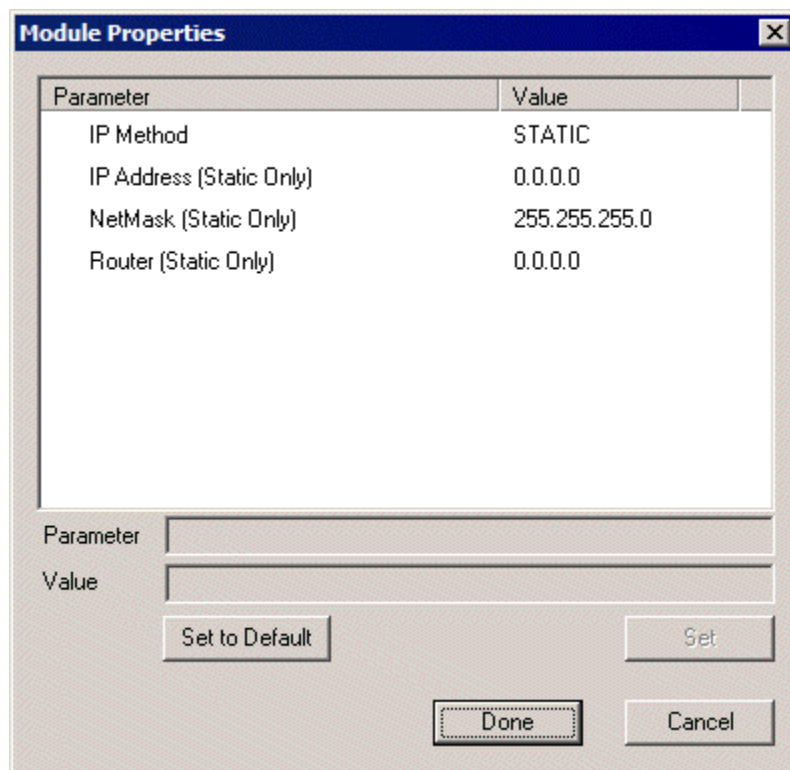 Module Properties
Parameter Value
IP Method STATIC
IP Address (Static Only) 0.0.0.0
NetMask (Static Only) 255.255.255.0
Router (Static Only) 0.0.0.0
Parameter
Value
Set to Default Set
Done Cancel